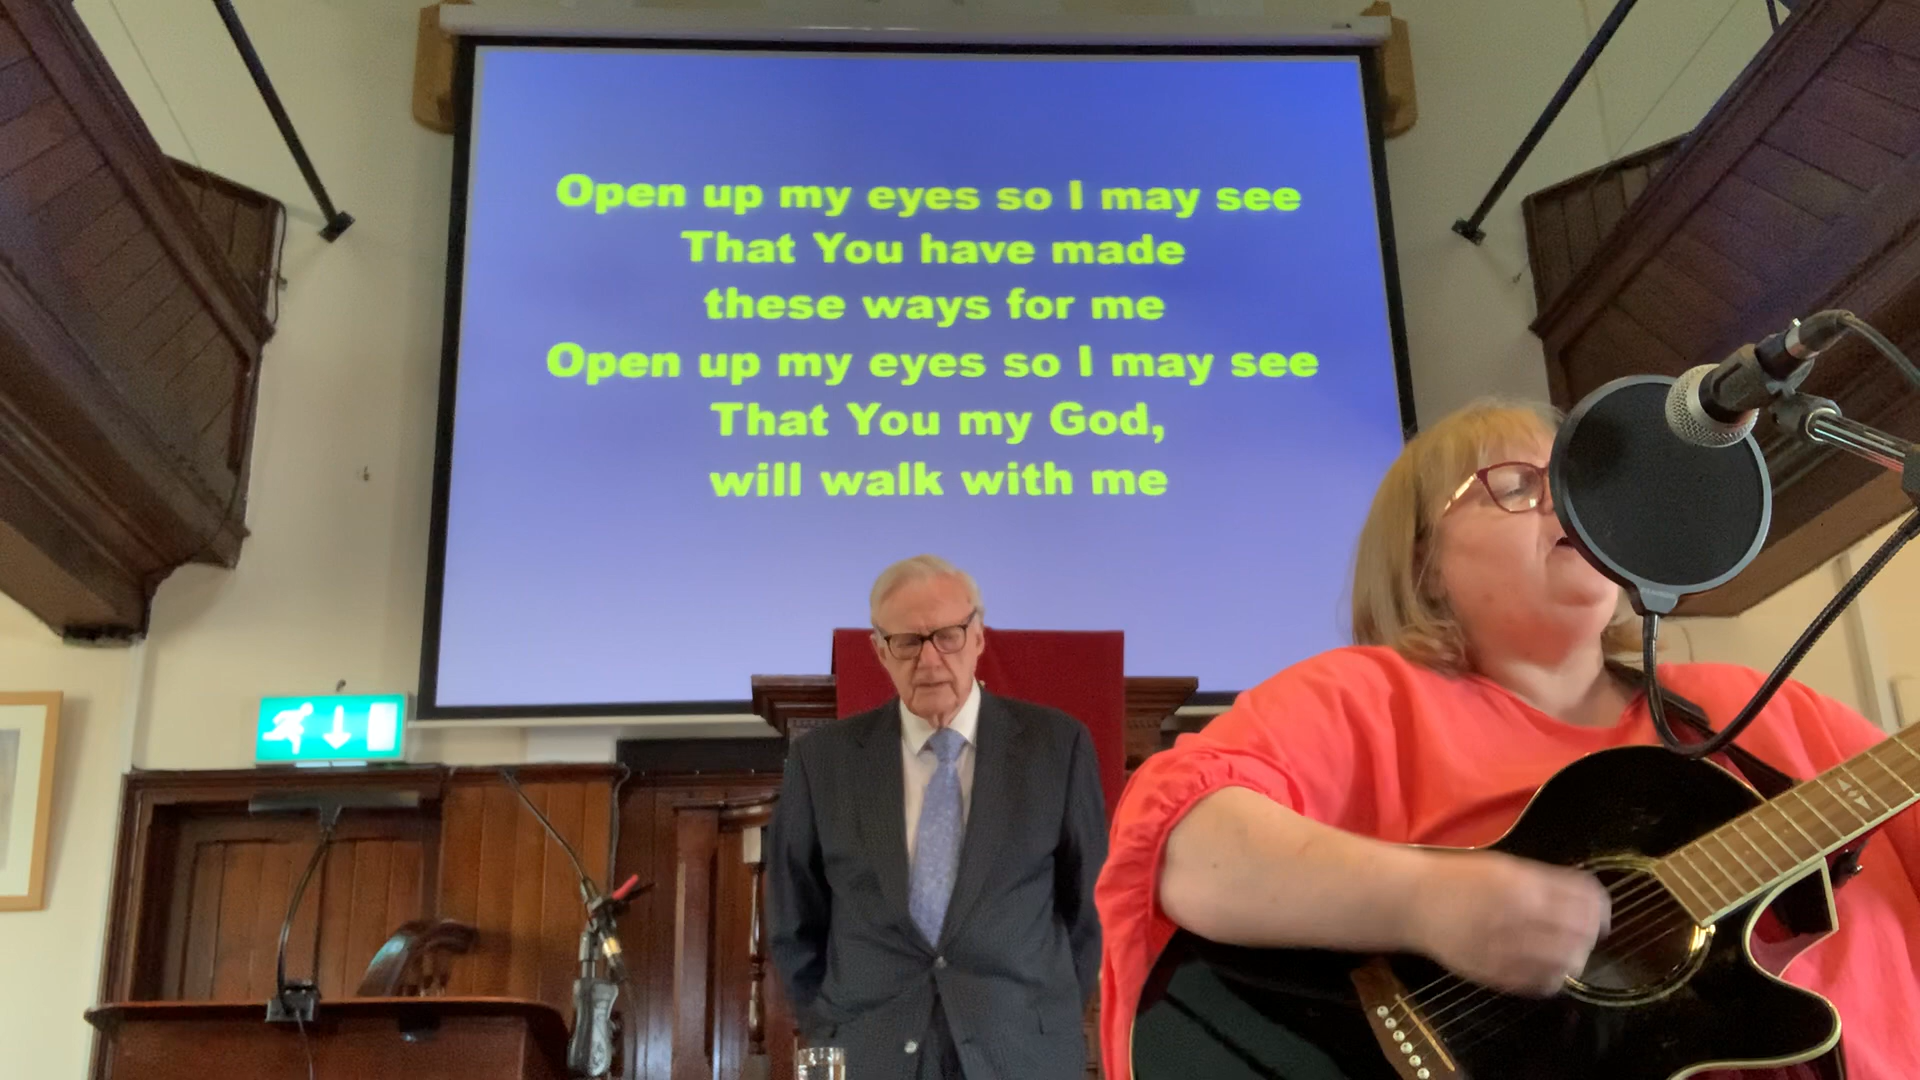 Open up my eyes so I may see
That You have made
these ways for me
Open up my eyes so I may see
That You my God,
will walk with me